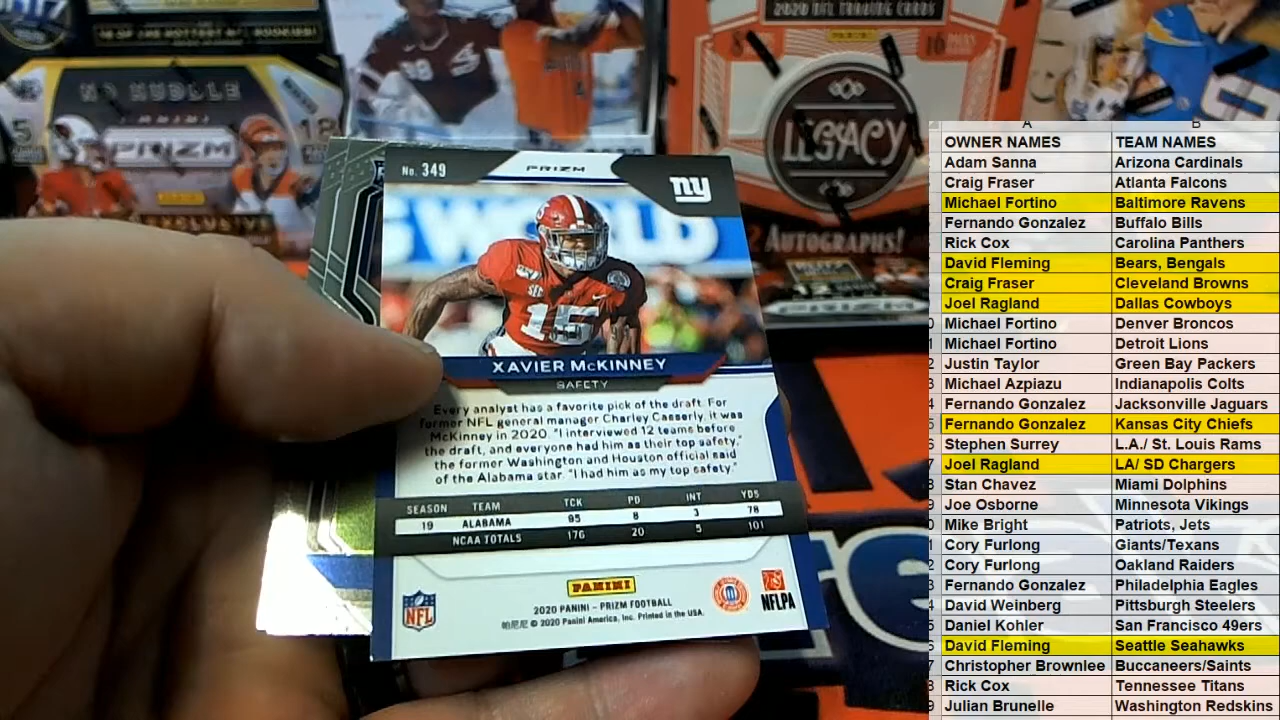 2020 NFL TRADING CARDS
PANINI
NO HUDDLE
PRIZM
5
18
LEGACY
AUTOGRAPHS!
No. 349
PRIZM
ny
15
XAVIER McKINNEY
SAFETY
Every analyst has a favorite pick of the draft. For
former NFL general manager Charley Casserly, it was
McKinney in 2020. "I interviewed 12 teams before
the draft, and everyone had him as their top safety,"
the former Washington and Houston official said
of the Alabama star. "I had him as my top safety."
SEASON TEAM TCK PD INT YDS
19 ALABAMA 95 8 3 78
NCAA TOTALS 176 20 5 101
PANINI
NFL
NFLPA
2020 PANINI - PRIZM FOOTBALL
帕尼尼 © 2020 Panini America, Inc. Printed in the USA.
A B
OWNER NAMES TEAM NAMES
Adam Sanna Arizona Cardinals
Craig Fraser Atlanta Falcons
Michael Fortino Baltimore Ravens
Fernando Gonzalez Buffalo Bills
Rick Cox Carolina Panthers
David Fleming Bears, Bengals
Craig Fraser Cleveland Browns
Joel Ragland Dallas Cowboys
Michael Fortino Denver Broncos
Michael Fortino Detroit Lions
Justin Taylor Green Bay Packers
Michael Azpiazu Indianapolis Colts
Fernando Gonzalez Jacksonville Jaguars
Fernando Gonzalez Kansas City Chiefs
Stephen Surrey L.A./ St. Louis Rams
Joel Ragland LA/ SD Chargers
Stan Chavez Miami Dolphins
Joe Osborne Minnesota Vikings
Mike Bright Patriots, Jets
Cory Furlong Giants/Texans
Cory Furlong Oakland Raiders
Fernando Gonzalez Philadelphia Eagles
David Weinberg Pittsburgh Steelers
Daniel Kohler San Francisco 49ers
David Fleming Seattle Seahawks
Christopher Brownlee Buccaneers/Saints
Rick Cox Tennessee Titans
Julian Brunelle Washington Redskins